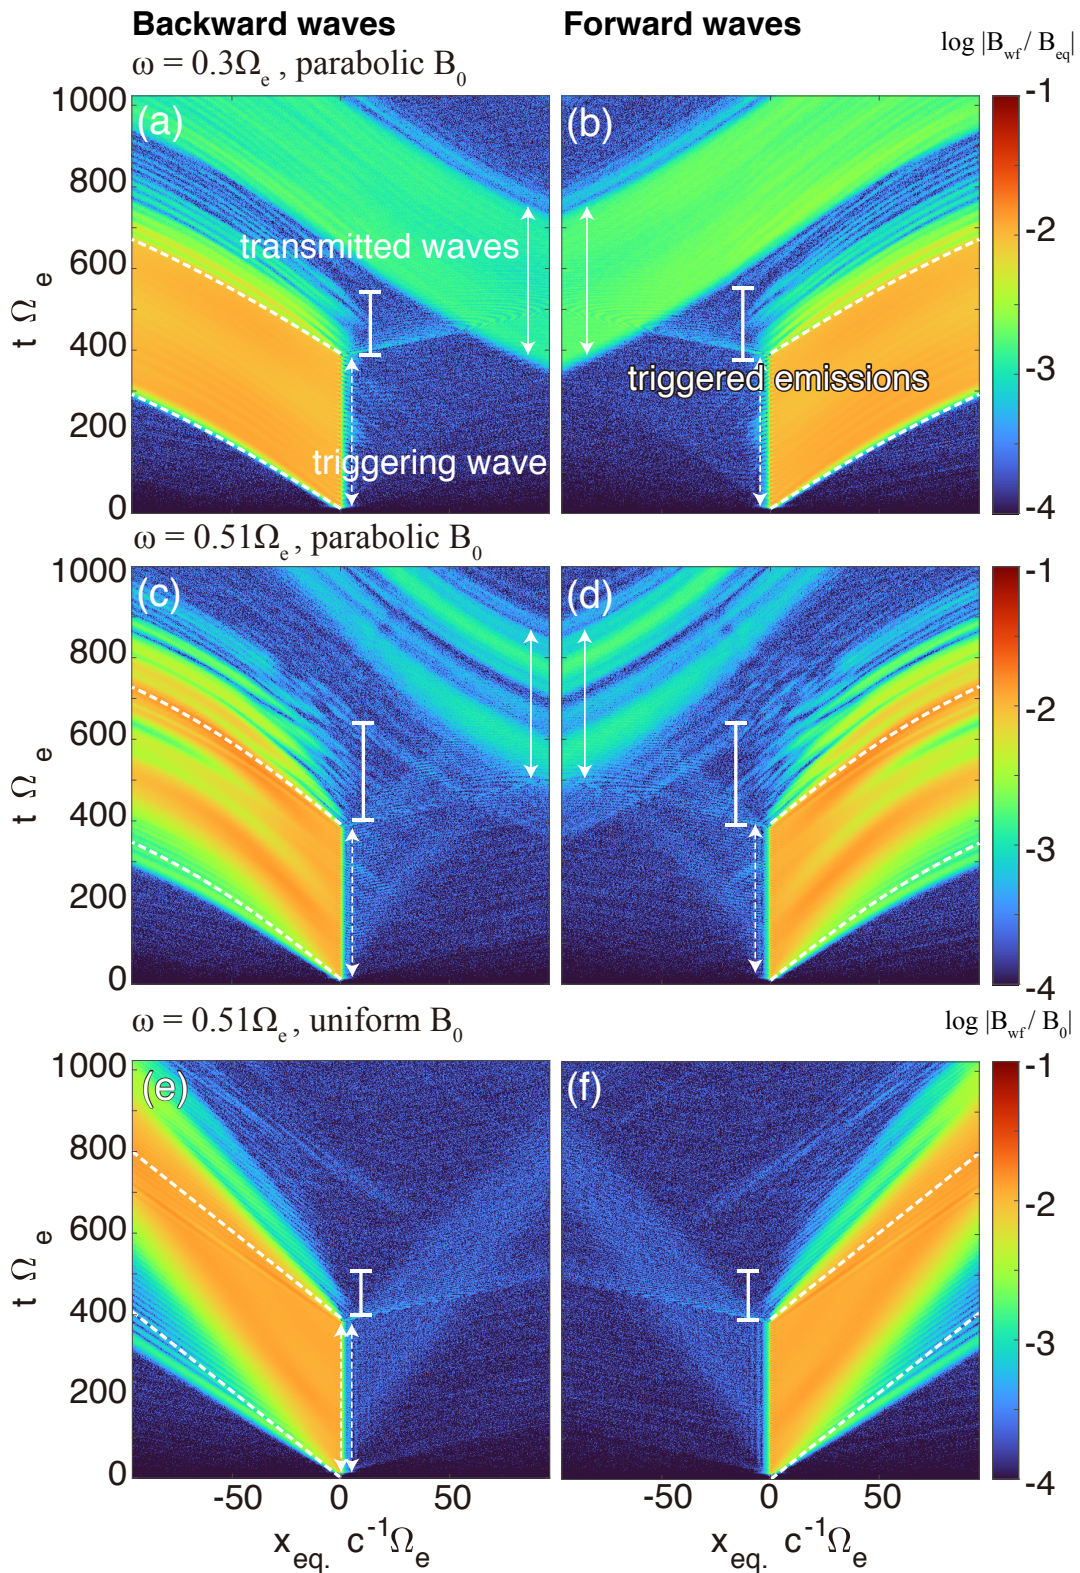 Backward waves
Forward waves
log |B_wf / B_eq|
ω = 0.3Ω_e , parabolic B_0
(a)
(b)
1000
800
600
400
200
0
t Ω_e
transmitted waves
triggered emissions
triggering wave
-1
-2
-3
-4
ω = 0.51Ω_e , parabolic B_0
(c)
(d)
1000
800
600
400
200
0
t Ω_e
-1
-2
-3
-4
ω = 0.51Ω_e , uniform B_0
log |B_wf / B_0|
(e)
(f)
1000
800
600
400
200
0
t Ω_e
-1
-2
-3
-4
-50 0 50
-50 0 50
x_eq. c^-1Ω_e
x_eq. c^-1Ω_e